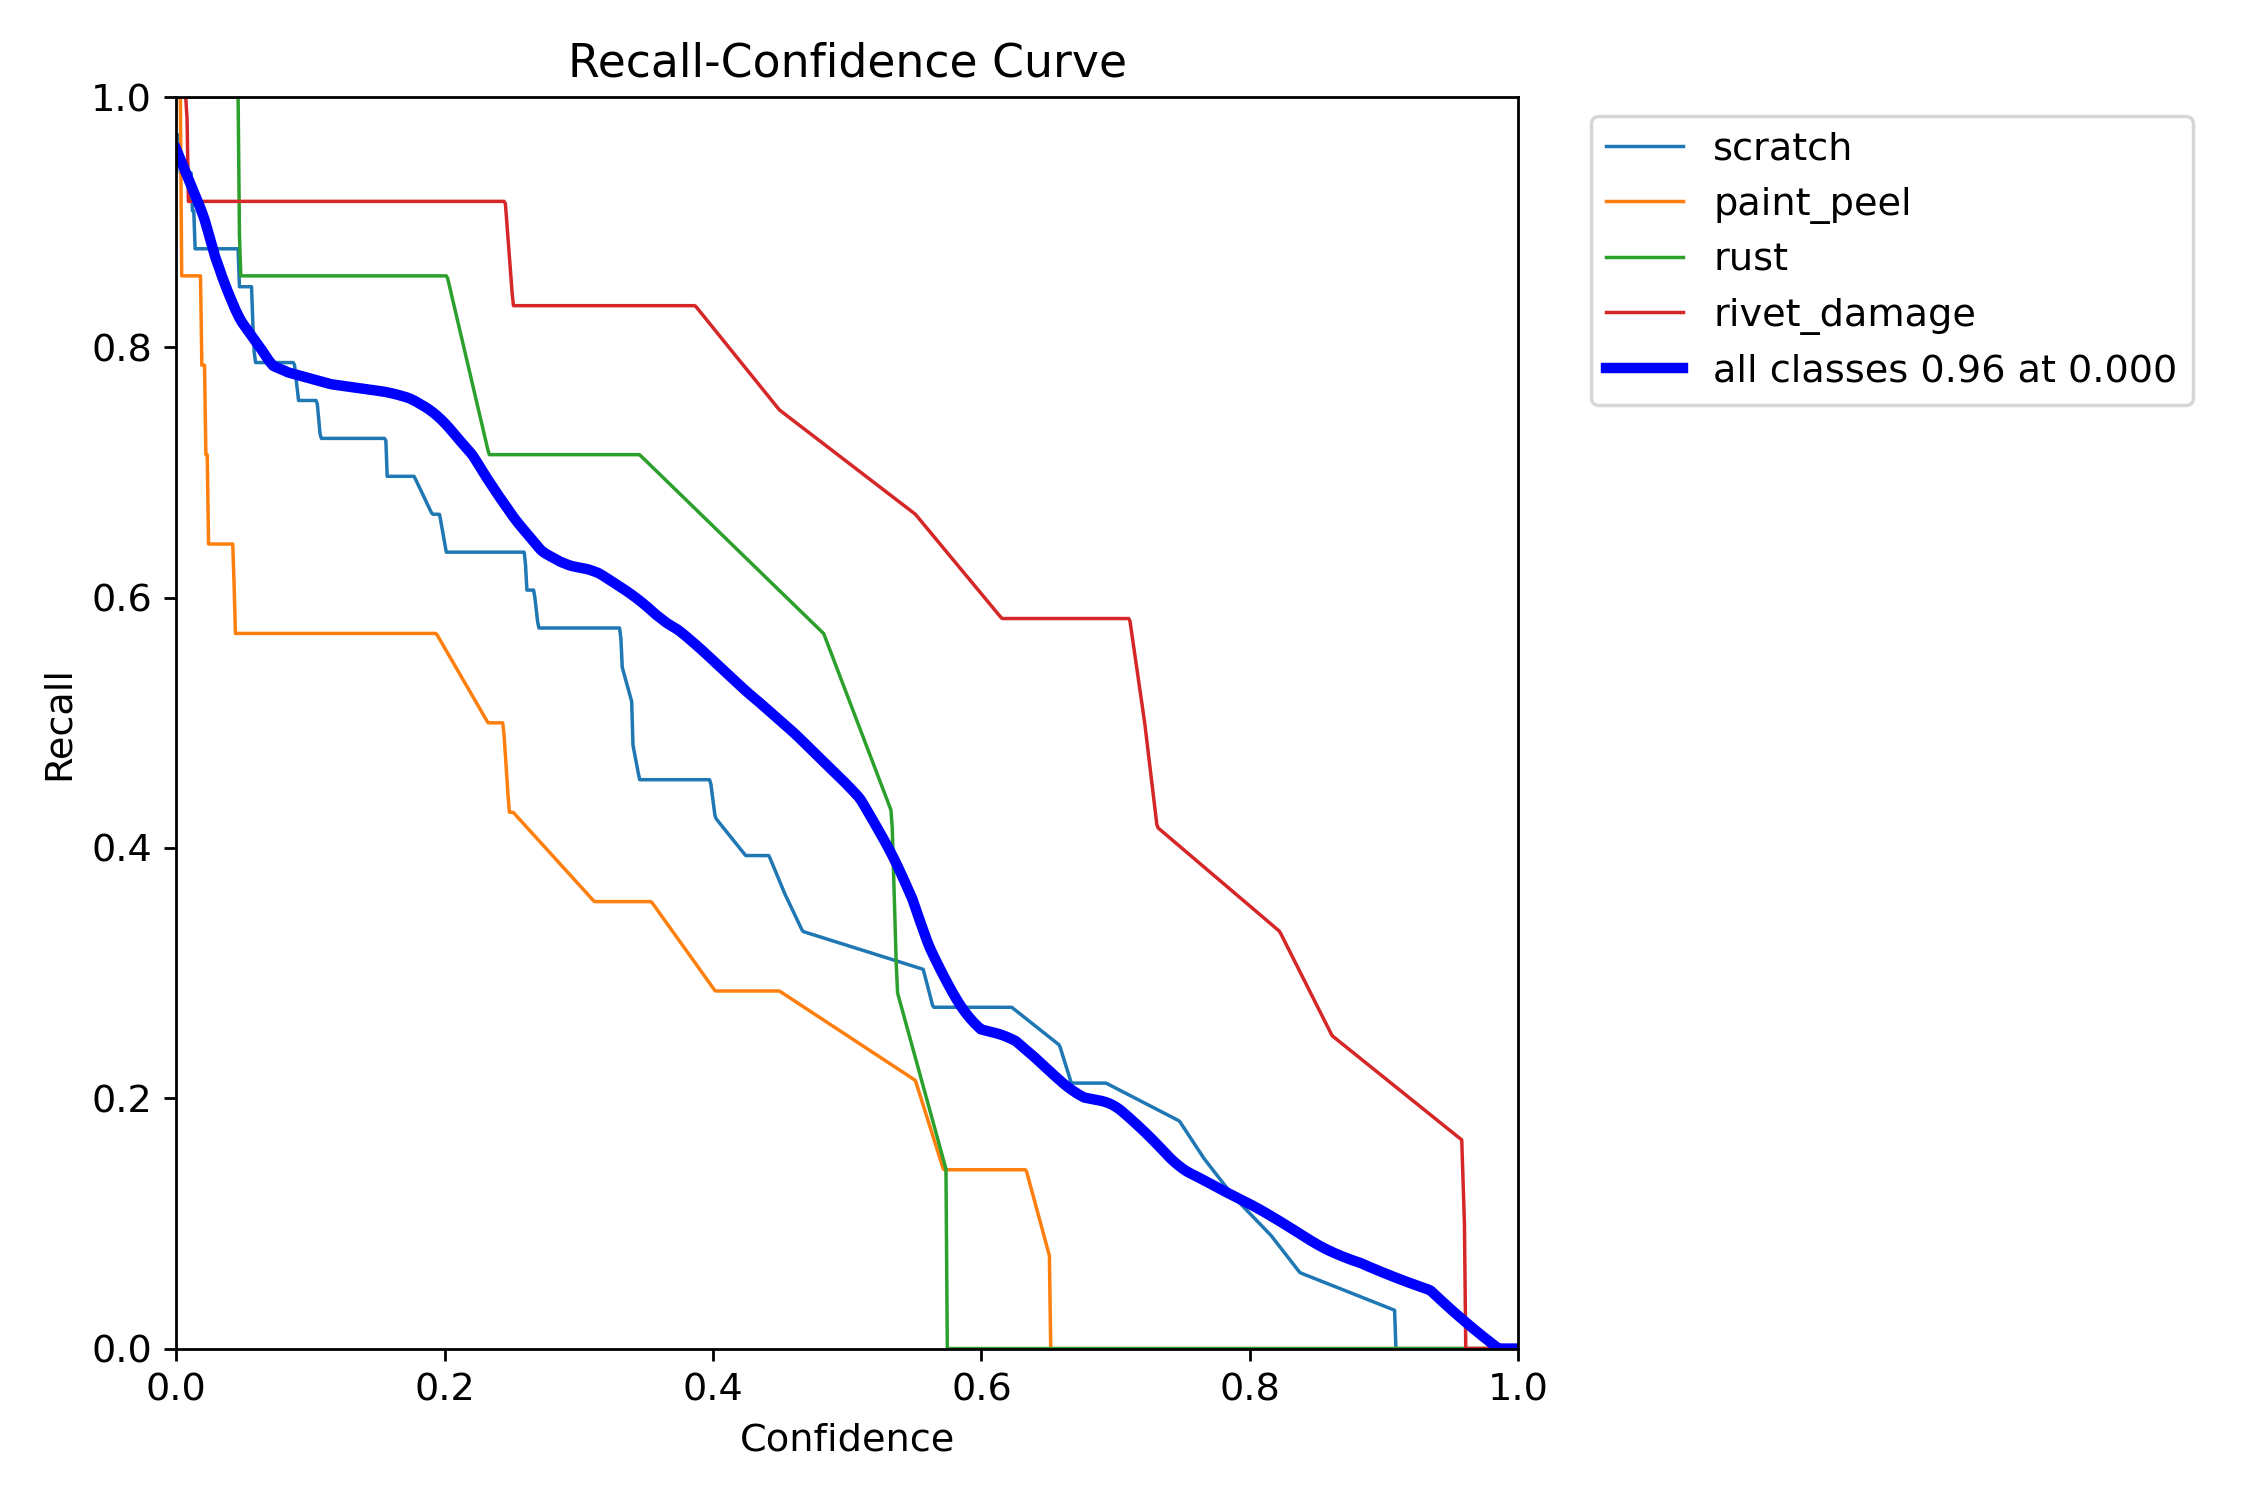 Recall-Confidence Curve
1.0
0.8
0.6
0.4
0.2
0.0
Recall
0.0 0.2 0.4 0.6 0.8 1.0
Confidence
scratch
paint_peel
rust
rivet_damage
all classes 0.96 at 0.000